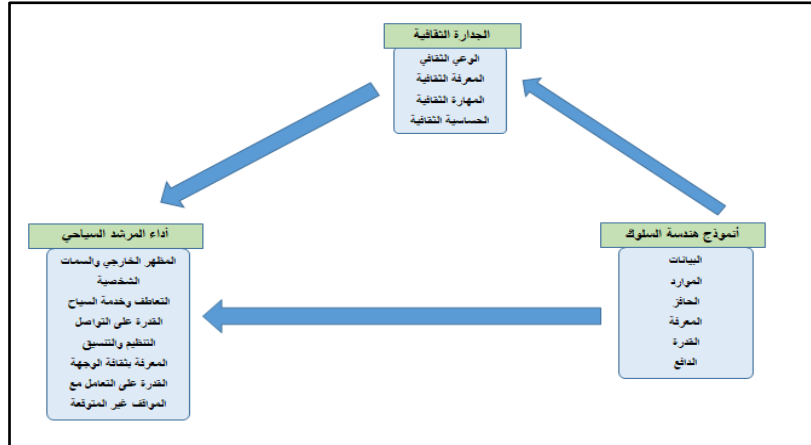 الجدارة الثقافية
الوعي الثقافي
المعرفة الثقافية
المهارة الثقافية
الحساسية الثقافية
أنموذج هندسة السلوك
البيانات
الموارد
الحافز
المعرفة
القدرة
الدافع
أداء المرشد السياحي
المظهر الخارجي والسمات
الشخصية
التعاطف وخدمة السياح
القدرة على التواصل
التنظيم والتنسيق
المعرفة بثقافة الوجهة
القدرة على التعامل مع
المواقف غير المتوقعة